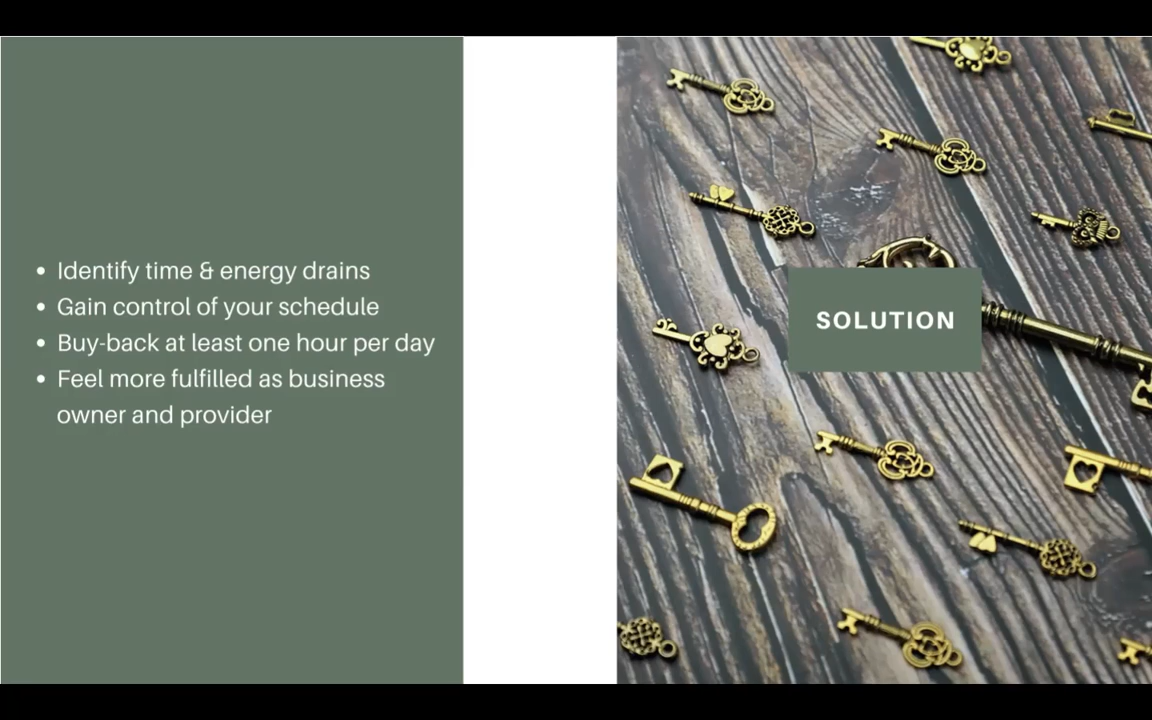 Identify time & energy drains
Gain control of your schedule
Buy-back at least one hour per day
Feel more fulfilled as business
owner and provider
SOLUTION